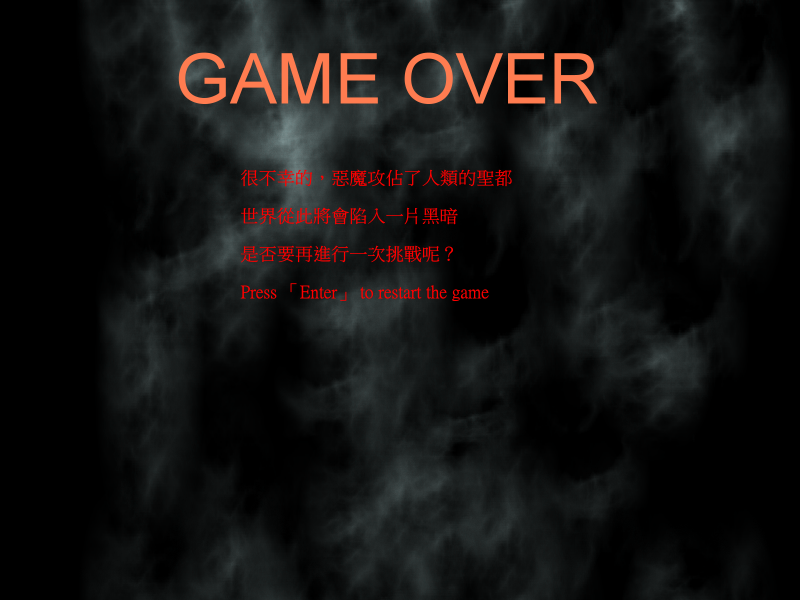 GAME OVER
很不幸的，惡魔攻佔了人類的聖都
世界從此將會陷入一片黑暗
是否要再進行一次挑戰呢？
Press 「Enter」 to restart the game